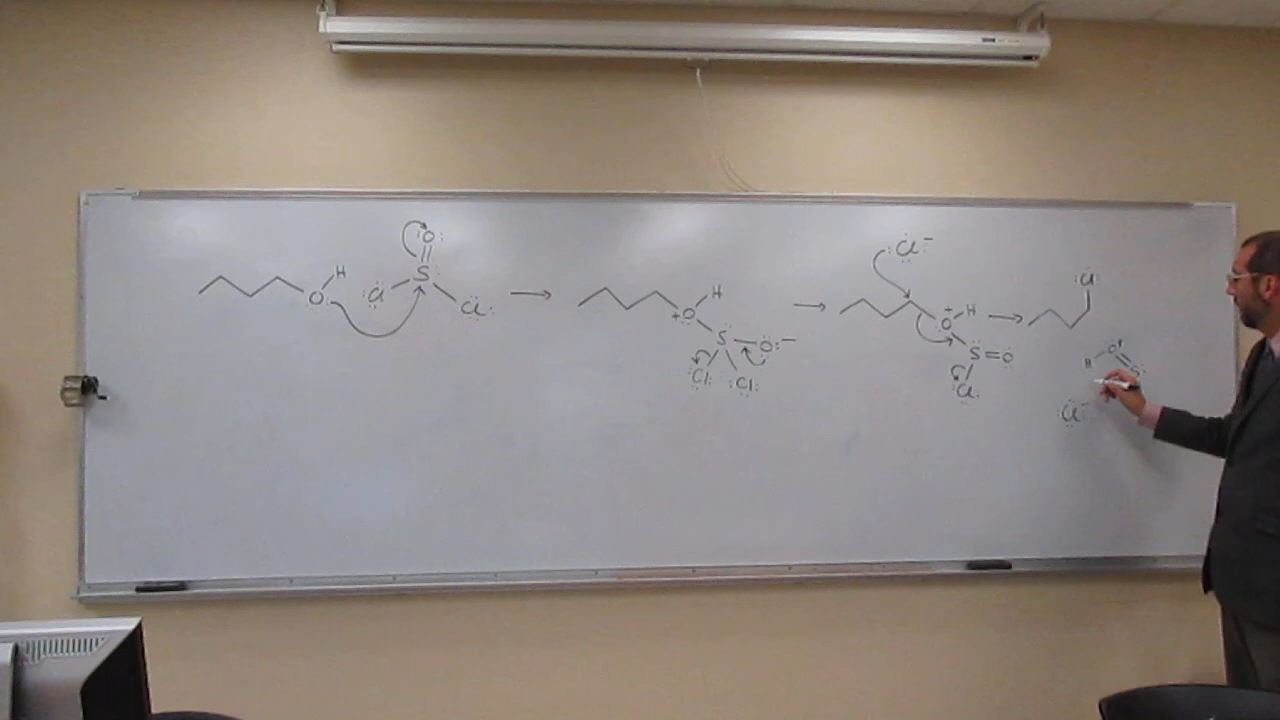 H :O: S O: Cl Cl:
H +O S O:− Cl: :Cl:
:Cl:− +O H S=O Cl:
:Cl: H O+ S: :Cl:−